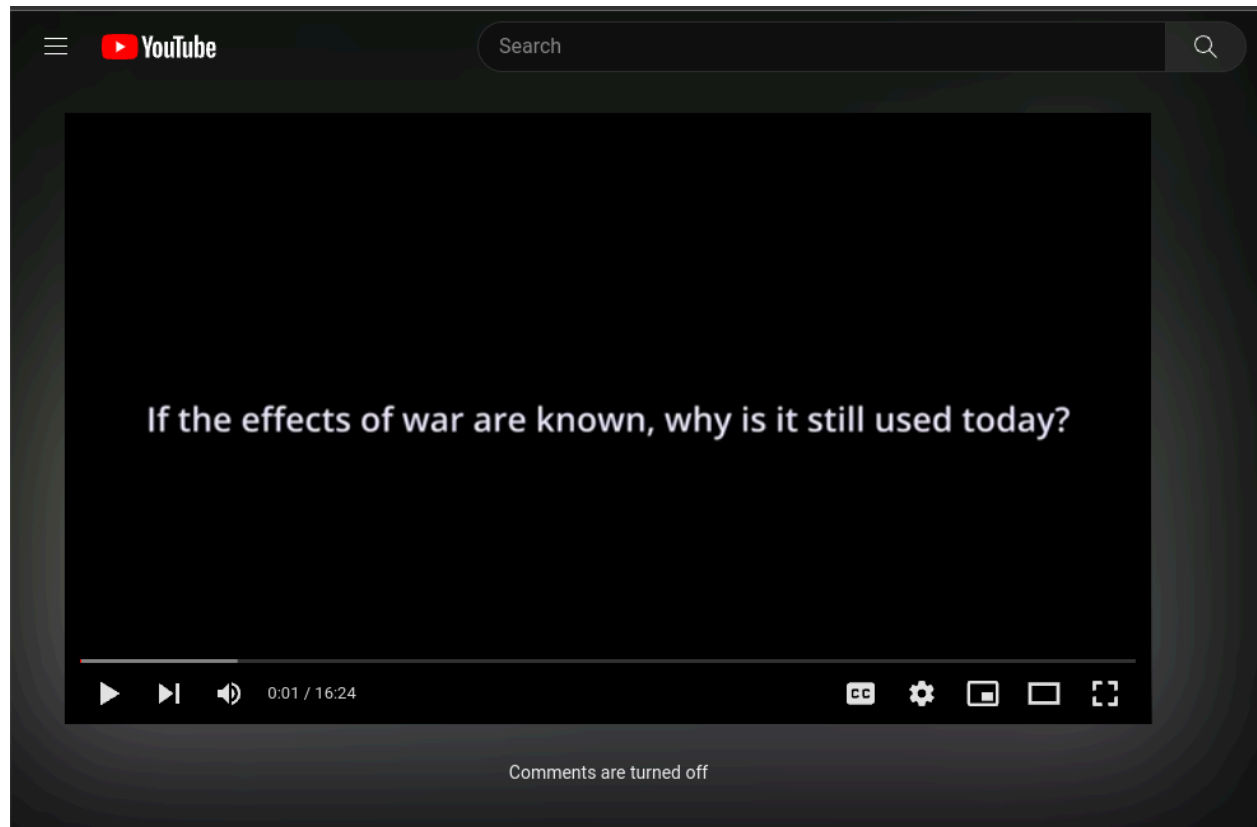 YouTube
Search
If the effects of war are known, why is it still used today?
0:01 / 16:24
CC
Comments are turned off